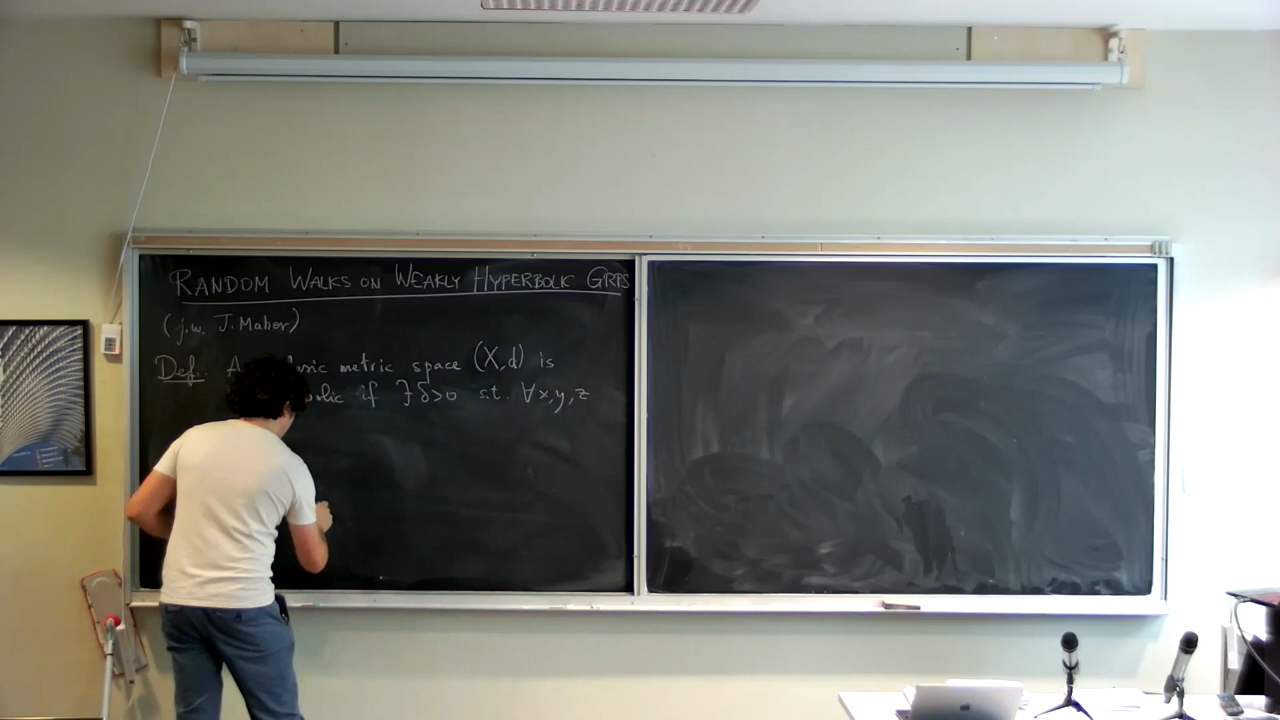 RANDOM WALKS ON WEAKLY HYPERBOLIC GRPS
(j.w. J. Maher)
Def. A metric space (X,d) is
if ∃ δ>0 s.t. ∀x,y,z